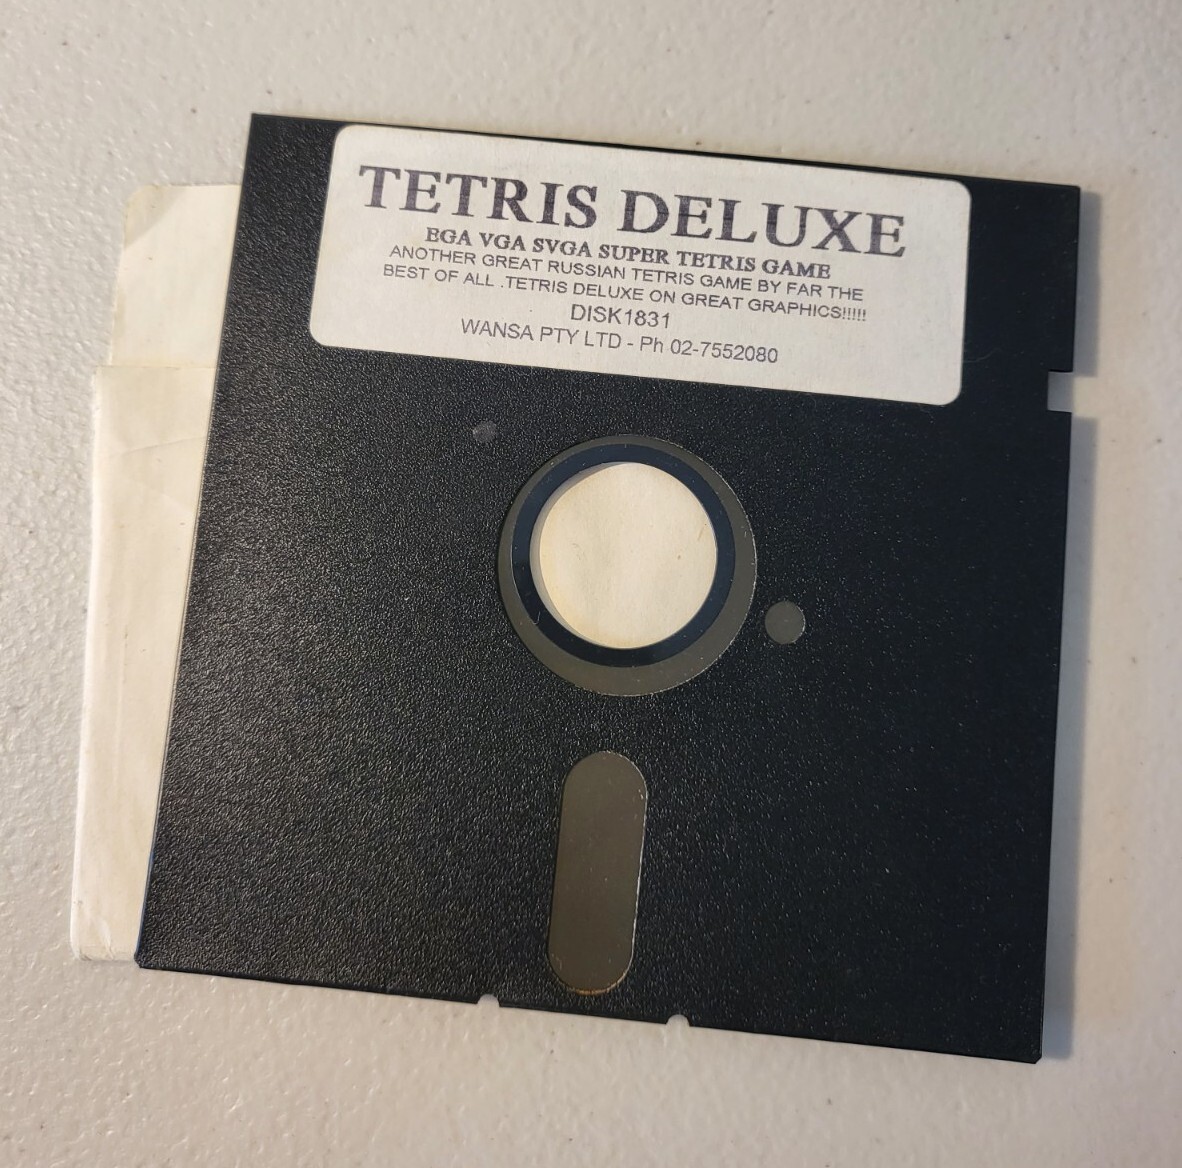 TETRIS DELUXE
EGA VGA SVGA SUPER TETRIS GAME
ANOTHER GREAT RUSSIAN TETRIS GAME BY FAR THE
BEST OF ALL .TETRIS DELUXE ON GREAT GRAPHICS!!!!!
DISK1831
WANSA PTY LTD - Ph 02-7552080